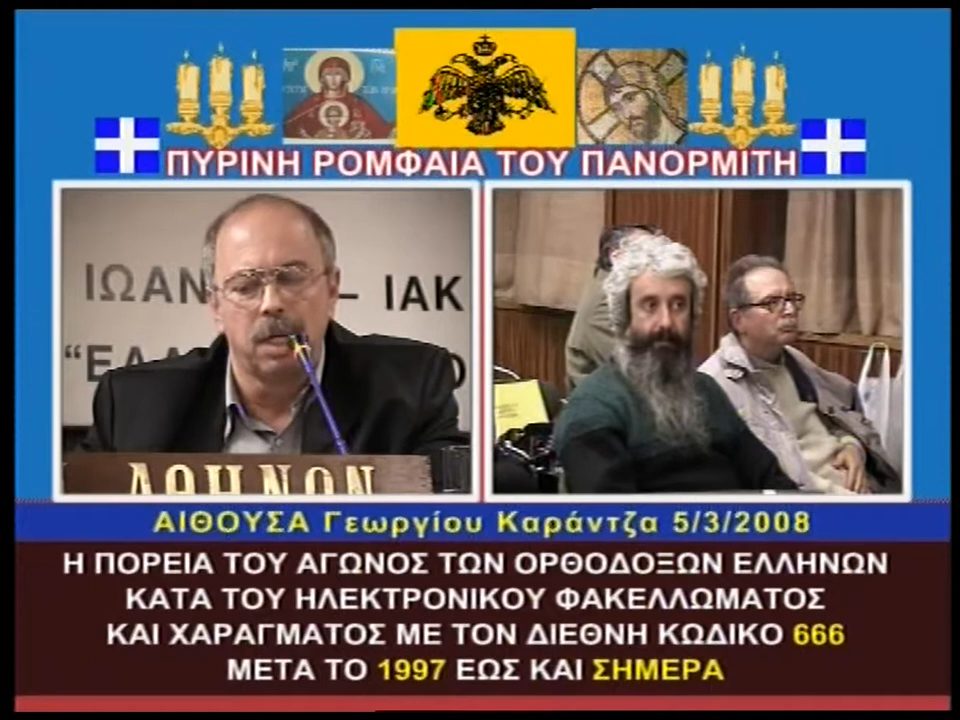 ΠΥΡΙΝΗ ΡΟΜΦΑΙΑ ΤΟΥ ΠΑΝΟΡΜΙΤΗ
ΙΩΑΝ – ΙΑΚ
ΑΘΗΝΩΝ
ΑΙΘΟΥΣΑ Γεωργίου Καράντζα 5/3/2008
Η ΠΟΡΕΙΑ ΤΟΥ ΑΓΩΝΟΣ ΤΩΝ ΟΡΘΟΔΟΞΩΝ ΕΛΛΗΝΩΝ
ΚΑΤΑ ΤΟΥ ΗΛΕΚΤΡΟΝΙΚΟΥ ΦΑΚΕΛΛΩΜΑΤΟΣ
ΚΑΙ ΧΑΡΑΓΜΑΤΟΣ ΜΕ ΤΟΝ ΔΙΕΘΝΗ ΚΩΔΙΚΟ 666
ΜΕΤΑ ΤΟ 1997 ΕΩΣ ΚΑΙ ΣΗΜΕΡΑ